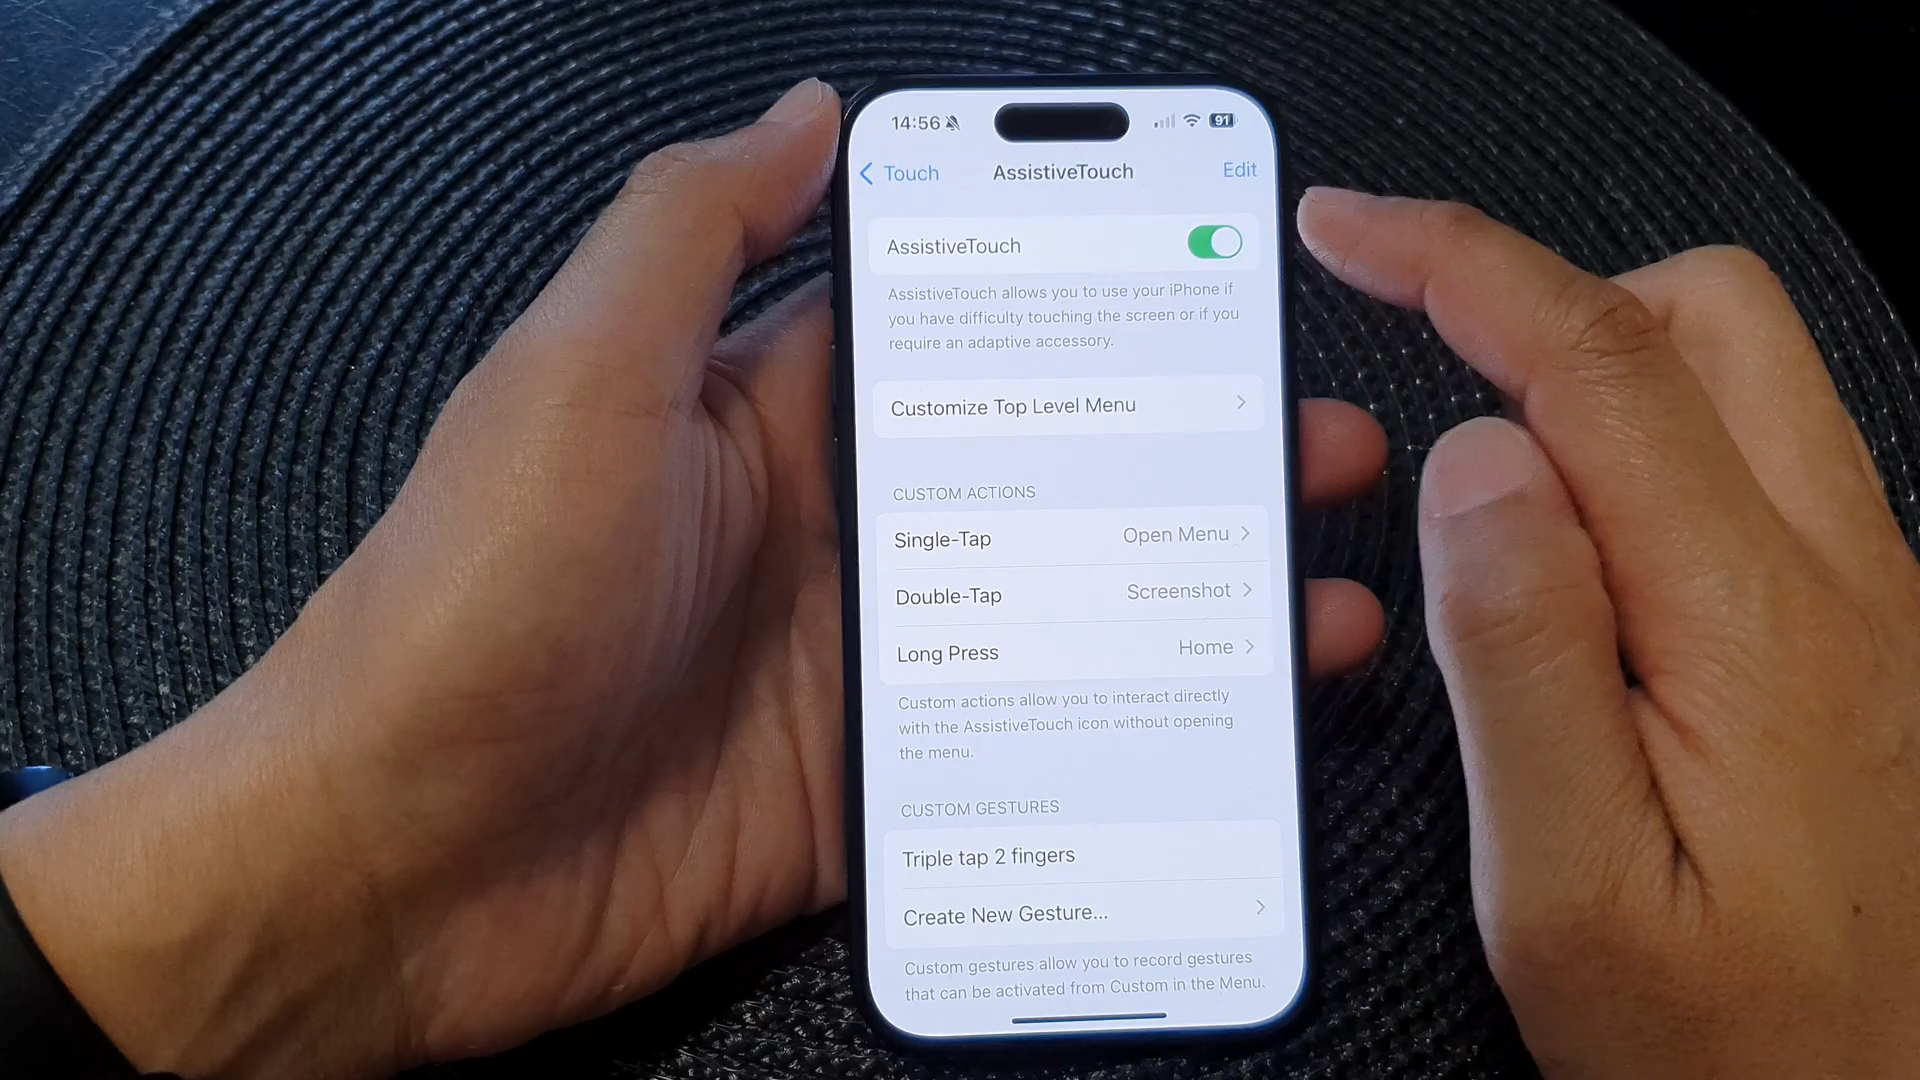 14:56
91
Touch
AssistiveTouch
Edit
AssistiveTouch
AssistiveTouch allows you to use your iPhone if
you have difficulty touching the screen or if you
require an adaptive accessory.
Customize Top Level Menu
CUSTOM ACTIONS
Single-Tap Open Menu
Double-Tap Screenshot
Long Press Home
Custom actions allow you to interact directly
with the AssistiveTouch icon without opening
the menu.
CUSTOM GESTURES
Triple tap 2 fingers
Create New Gesture...
Custom gestures allow you to record gestures
that can be activated from Custom in the Menu.